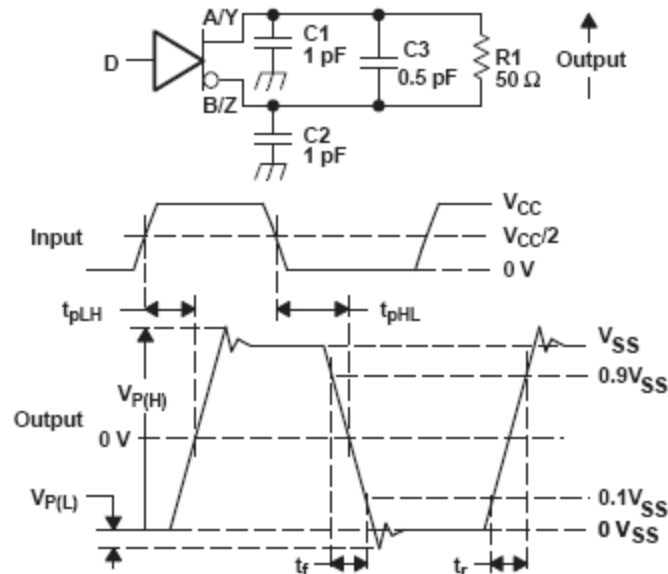 A/Y
C1
1 pF
C3
0.5 pF
R1
50 Ω
Output
D
B/Z
C2
1 pF
Input
VCC
VCC/2
0 V
tpLH
tpHL
VP(H)
Output
0 V
VP(L)
VSS
0.9VSS
0.1VSS
0 VSS
tf
tr